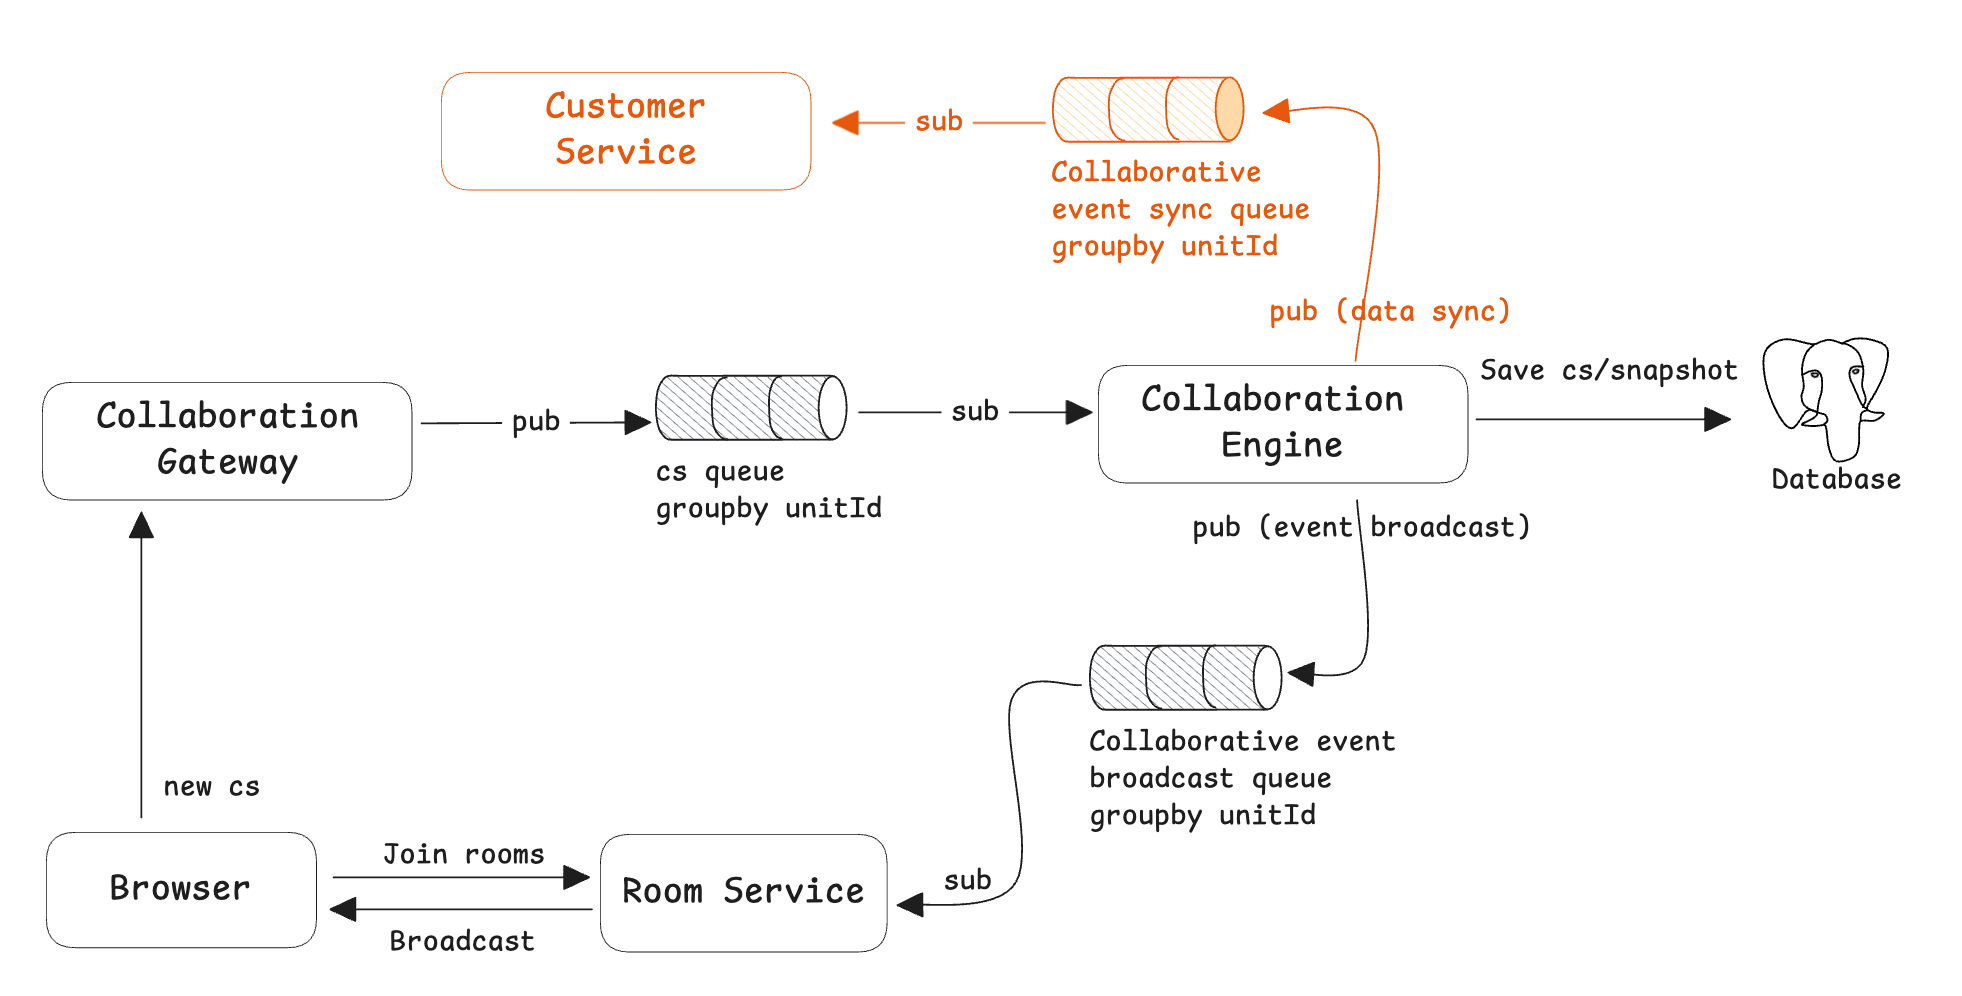 Customer
Service
sub
Collaborative
event sync queue
groupby unitId
pub (data sync)
Collaboration
Gateway
pub
cs queue
groupby unitId
sub
Collaboration
Engine
Save cs/snapshot
Database
pub (event broadcast)
Collaborative event
broadcast queue
groupby unitId
new cs
Browser
Join rooms
Broadcast
Room Service
sub